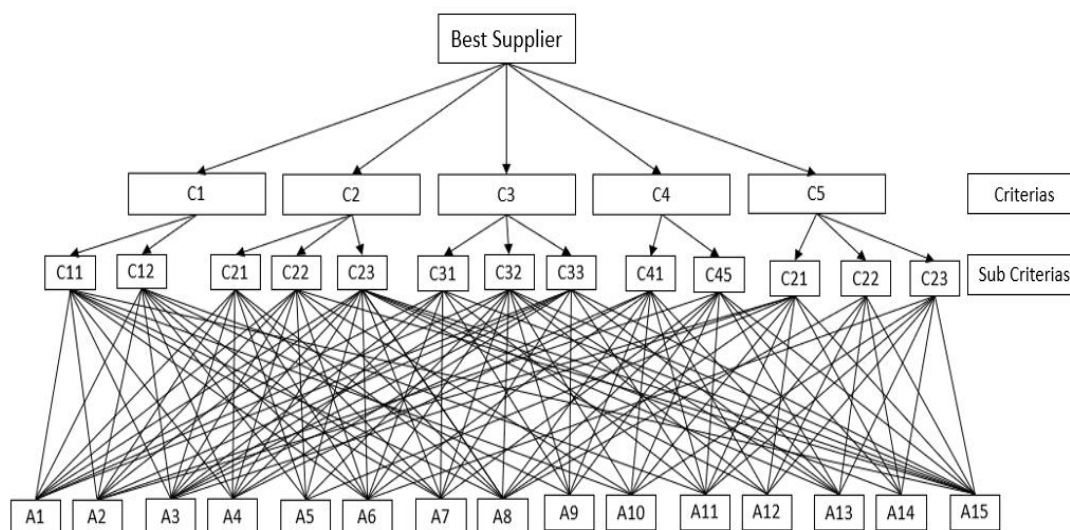 Best Supplier
C1
C2
C3
C4
C5
Criterias
C11
C12
C21
C22
C23
C31
C32
C33
C41
C45
C21
C22
C23
Sub Criterias
A1
A2
A3
A4
A5
A6
A7
A8
A9
A10
A11
A12
A13
A14
A15